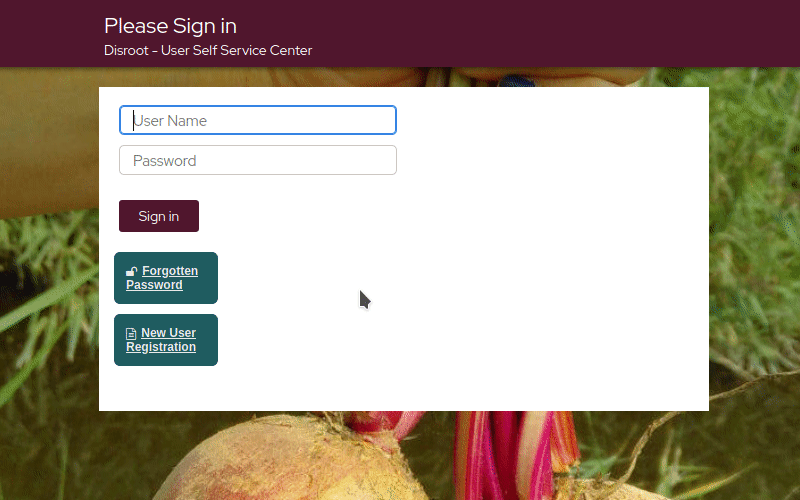 Please Sign in
Disroot - User Self Service Center
User Name
Password
Sign in
Forgotten
Password
New User
Registration